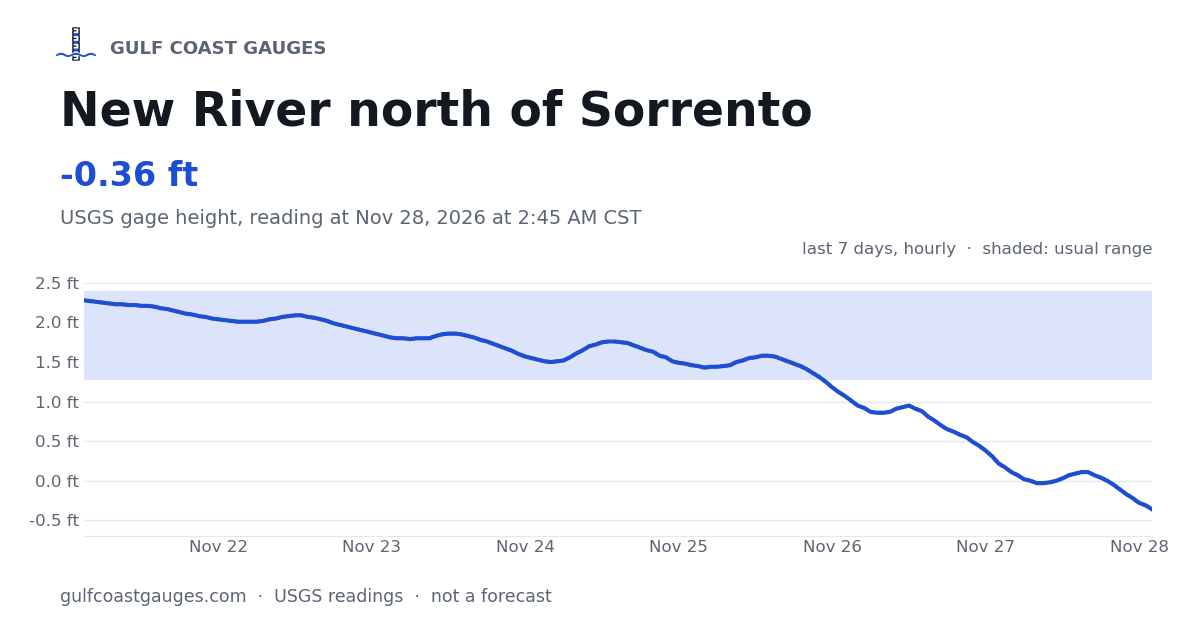 GULF COAST GAUGES
New River north of Sorrento
-0.36 ft
USGS gage height, reading at Nov 28, 2026 at 2:45 AM CST
last 7 days, hourly · shaded: usual range
2.5 ft
2.0 ft
1.5 ft
1.0 ft
0.5 ft
0.0 ft
-0.5 ft
Nov 22 Nov 23 Nov 24 Nov 25 Nov 26 Nov 27 Nov 28
gulfcoastgauges.com · USGS readings · not a forecast